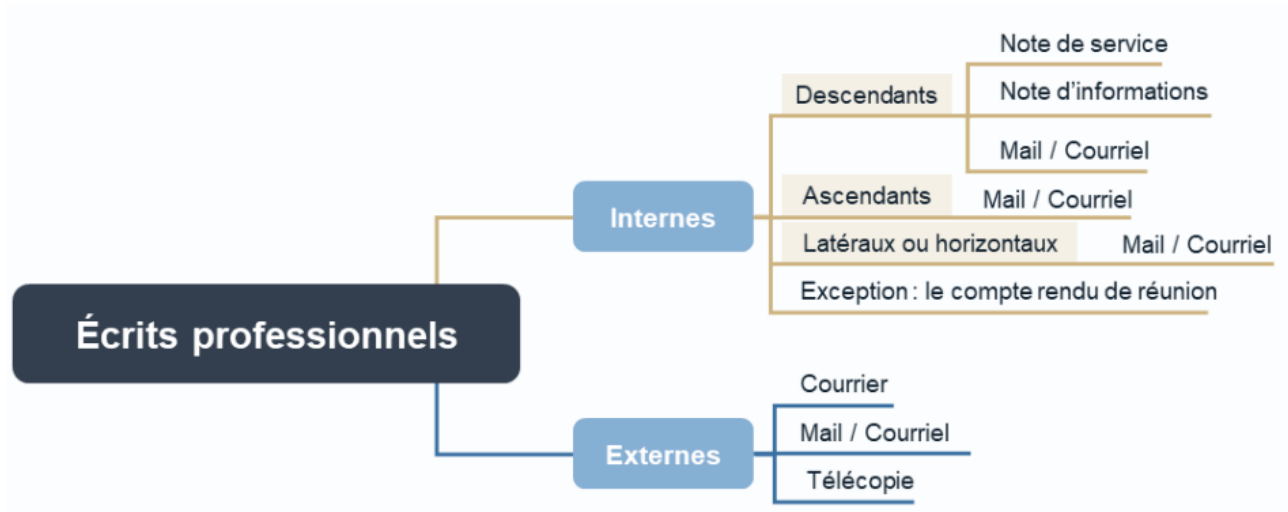 Écrits professionnels
Internes
Descendants
Note de service
Note d'informations
Mail / Courriel
Ascendants
Mail / Courriel
Latéraux ou horizontaux
Mail / Courriel
Exception : le compte rendu de réunion
Externes
Courrier
Mail / Courriel
Télécopie